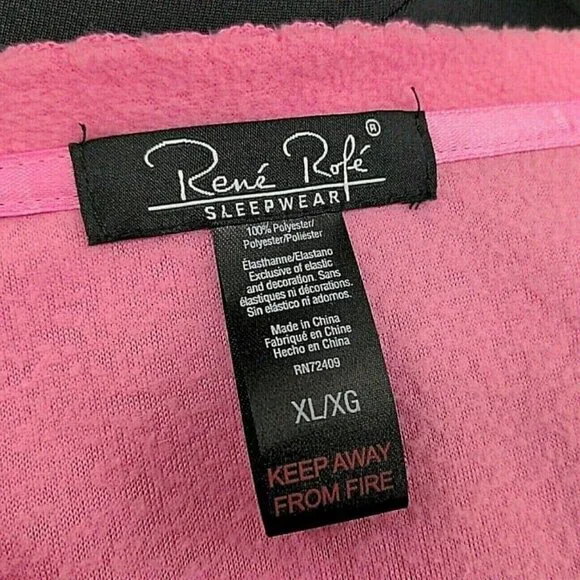 René Rofé ®
SLEEPWEAR
100% Polyester/
Polyester/Poliéster
Élasthanne/Elastano
Exclusive of elastic
and decoration. Sans
élastiques ni décorations.
Sin elástico ni adornos.
Made in China
Fabriqué en Chine
Hecho en China
RN72409
XL/XG
KEEP AWAY
FROM FIRE